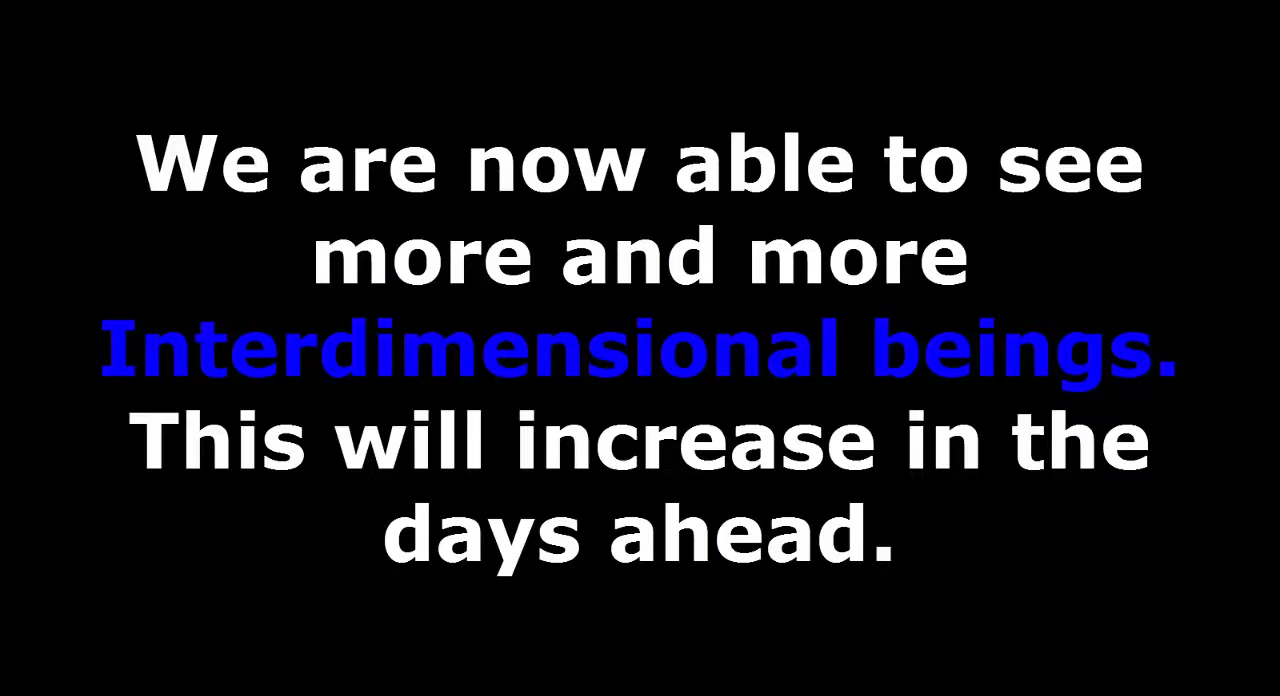 We are now able to see
more and more
Interdimensional beings.
This will increase in the
days ahead.